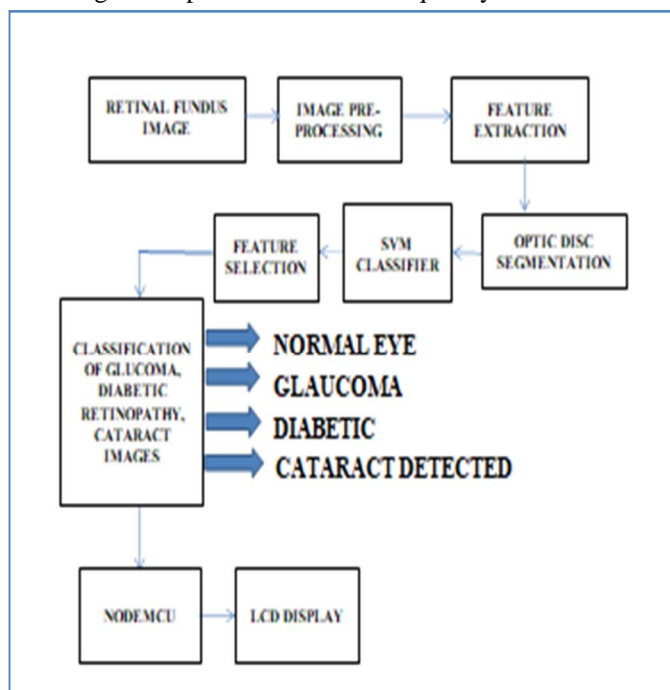 RETINAL FUNDUS
IMAGE
IMAGE PRE-
PROCESSING
FEATURE
EXTRACTION
OPTIC DISC
SEGMENTATION
SVM
CLASSIFIER
FEATURE
SELECTION
CLASSIFICATION
OF GLUCOMA,
DIABETIC
RETINOPATHY,
CATARACT
IMAGES
NORMAL EYE
GLAUCOMA
DIABETIC
CATARACT DETECTED
NODEMCU
LCD DISPLAY